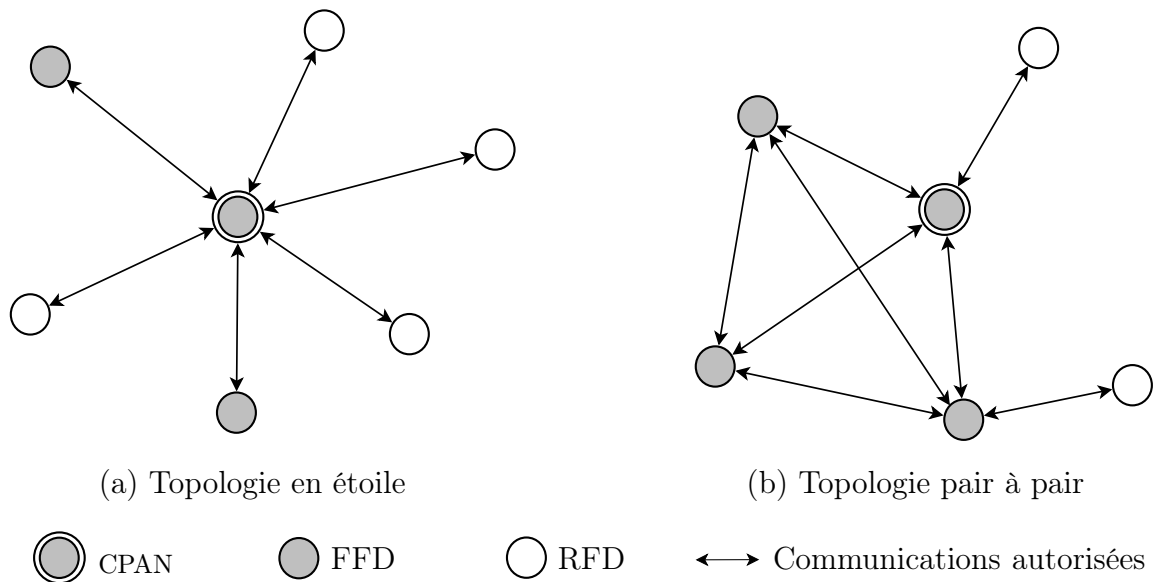 (a) Topologie en étoile
(b) Topologie pair à pair
CPAN
FFD
RFD
Communications autorisées